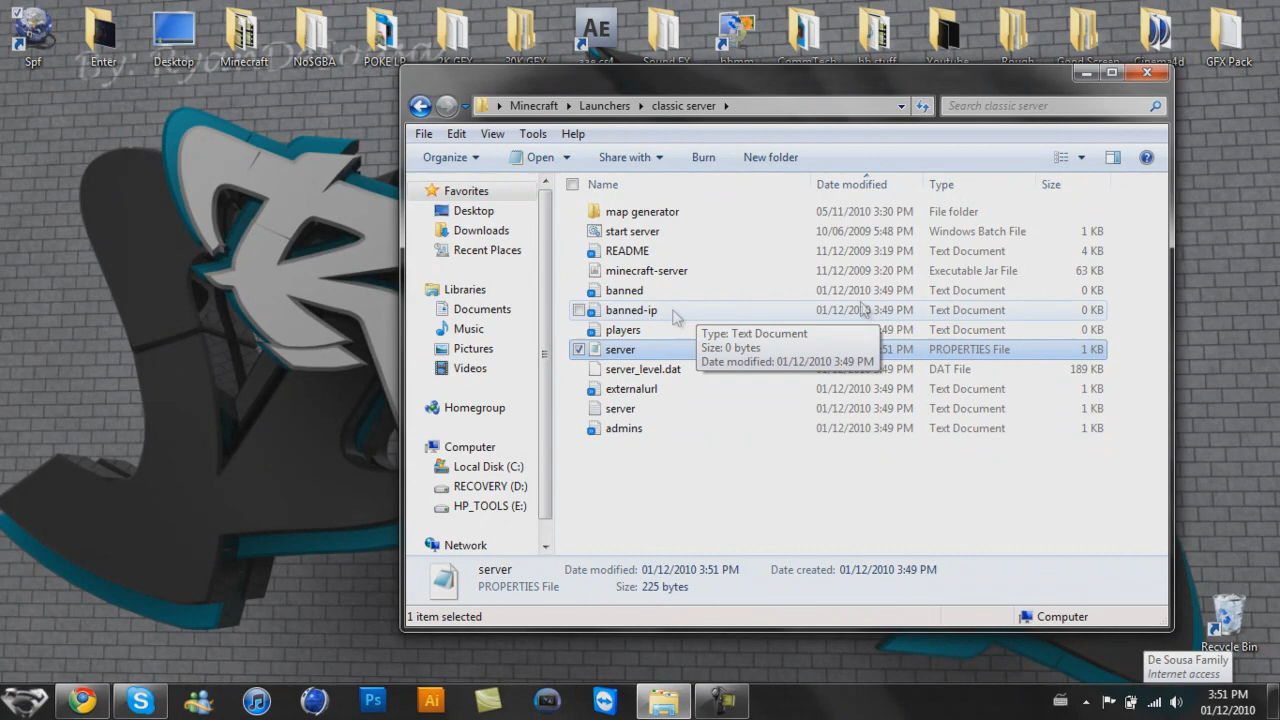 Spf
Enter
Desktop
Minecraft
No$GBA
POKE LP
Sound FX
CommTech
Youtube
Rough
Cinema4d
GFX Pack
Minecraft
Launchers
classic server
Search classic server
File
Edit
View
Tools
Help
Organize
Open
Share with
Burn
New folder
Name
Date modified
Type
Size
Favorites
Desktop
Downloads
Recent Places
Libraries
Documents
Music
Pictures
Videos
Homegroup
Computer
Local Disk (C:)
RECOVERY (D:)
HP_TOOLS (E:)
Network
map generator 05/11/2010 3:30 PM File folder
start server 10/06/2009 5:48 PM Windows Batch File 1 KB
README 11/12/2009 3:19 PM Text Document 4 KB
minecraft-server 11/12/2009 3:20 PM Executable Jar File 63 KB
banned 01/12/2010 3:49 PM Text Document 0 KB
banned-ip 01/12/2010 3:49 PM Text Document 0 KB
players Text Document 0 KB
server :51 PM PROPERTIES File 1 KB
server_level.dat DAT File 189 KB
externalurl 01/12/2010 3:49 PM Text Document 1 KB
server 01/12/2010 3:49 PM Text Document 1 KB
admins 01/12/2010 3:49 PM Text Document 1 KB
Type: Text Document
Size: 0 bytes
Date modified: 01/12/2010 3:49 PM
server Date modified: 01/12/2010 3:51 PM Date created: 01/12/2010 3:49 PM
PROPERTIES File Size: 225 bytes
1 item selected
Computer
Recycle Bin
De Sousa Family
Internet access
Ps
Ai
3:51 PM
01/12/2010